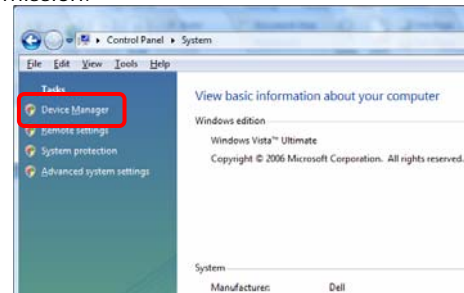 Control Panel ▸ System
File Edit View Tools Help
Tasks
Device Manager
Remote settings
System protection
Advanced system settings
View basic information about your computer
Windows edition
Windows Vista™ Ultimate
Copyright © 2006 Microsoft Corporation. All rights reserved.
System
Manufacturer: Dell